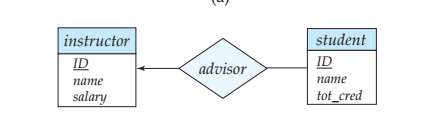 (a)
instructor
ID
name
salary
advisor
student
ID
name
tot_cred